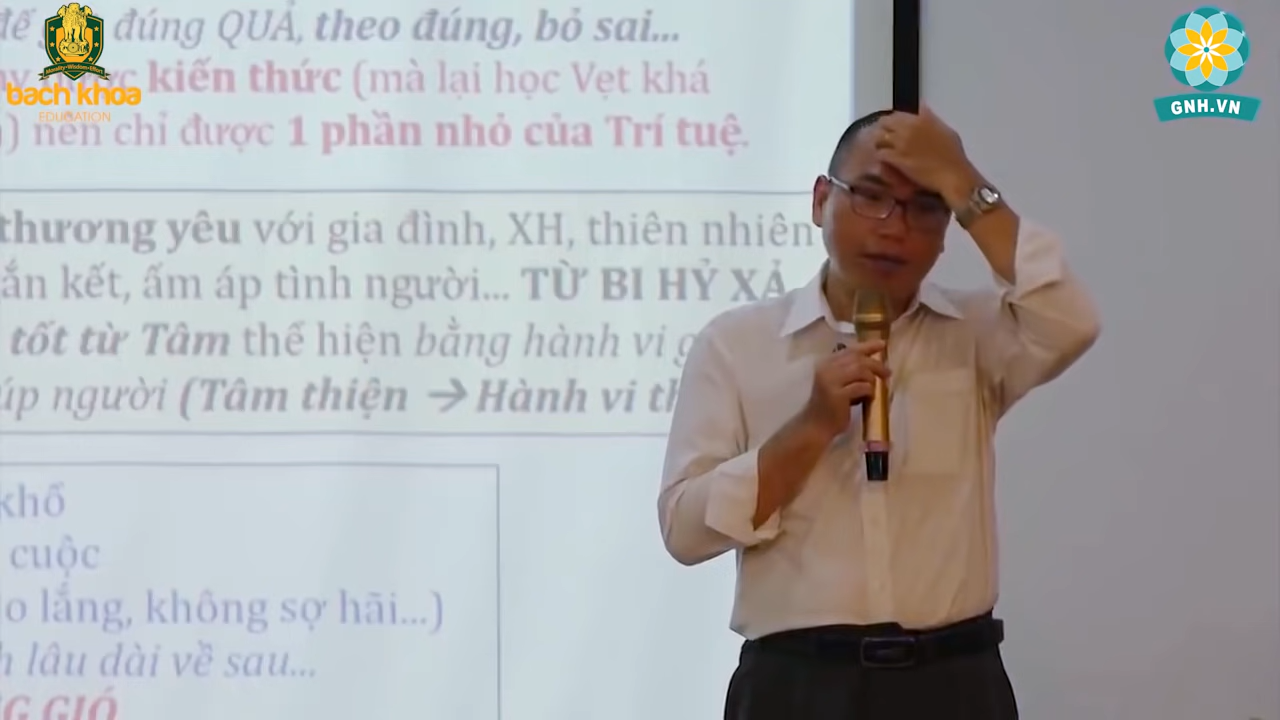 đúng QUẢ, theo đúng, bỏ sai...
kiến thức (mà lại học Vẹt khá
nên chỉ được 1 phần nhỏ của Trí tuệ.
thương yêu với gia đình, XH, thiên nhiên
kết, ấm áp tình người... TỪ BI HỶ XẢ
tốt từ Tâm thể hiện bằng hành vi
người (Tâm thiện → Hành vi
khổ
cuộc
lắng, không sợ hãi...)
lâu dài về sau...
GIÓ
bach khoa
EDUCATION
GNH.VN